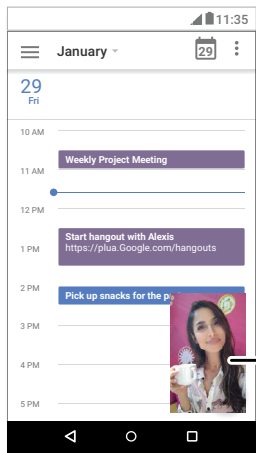 11:35
January
29
29
Fri
10 AM
Weekly Project Meeting
11 AM
12 PM
Start hangout with Alexis
https://plua.Google.com/hangouts
1 PM
2 PM
Pick up snacks for the
3 PM
4 PM
5 PM